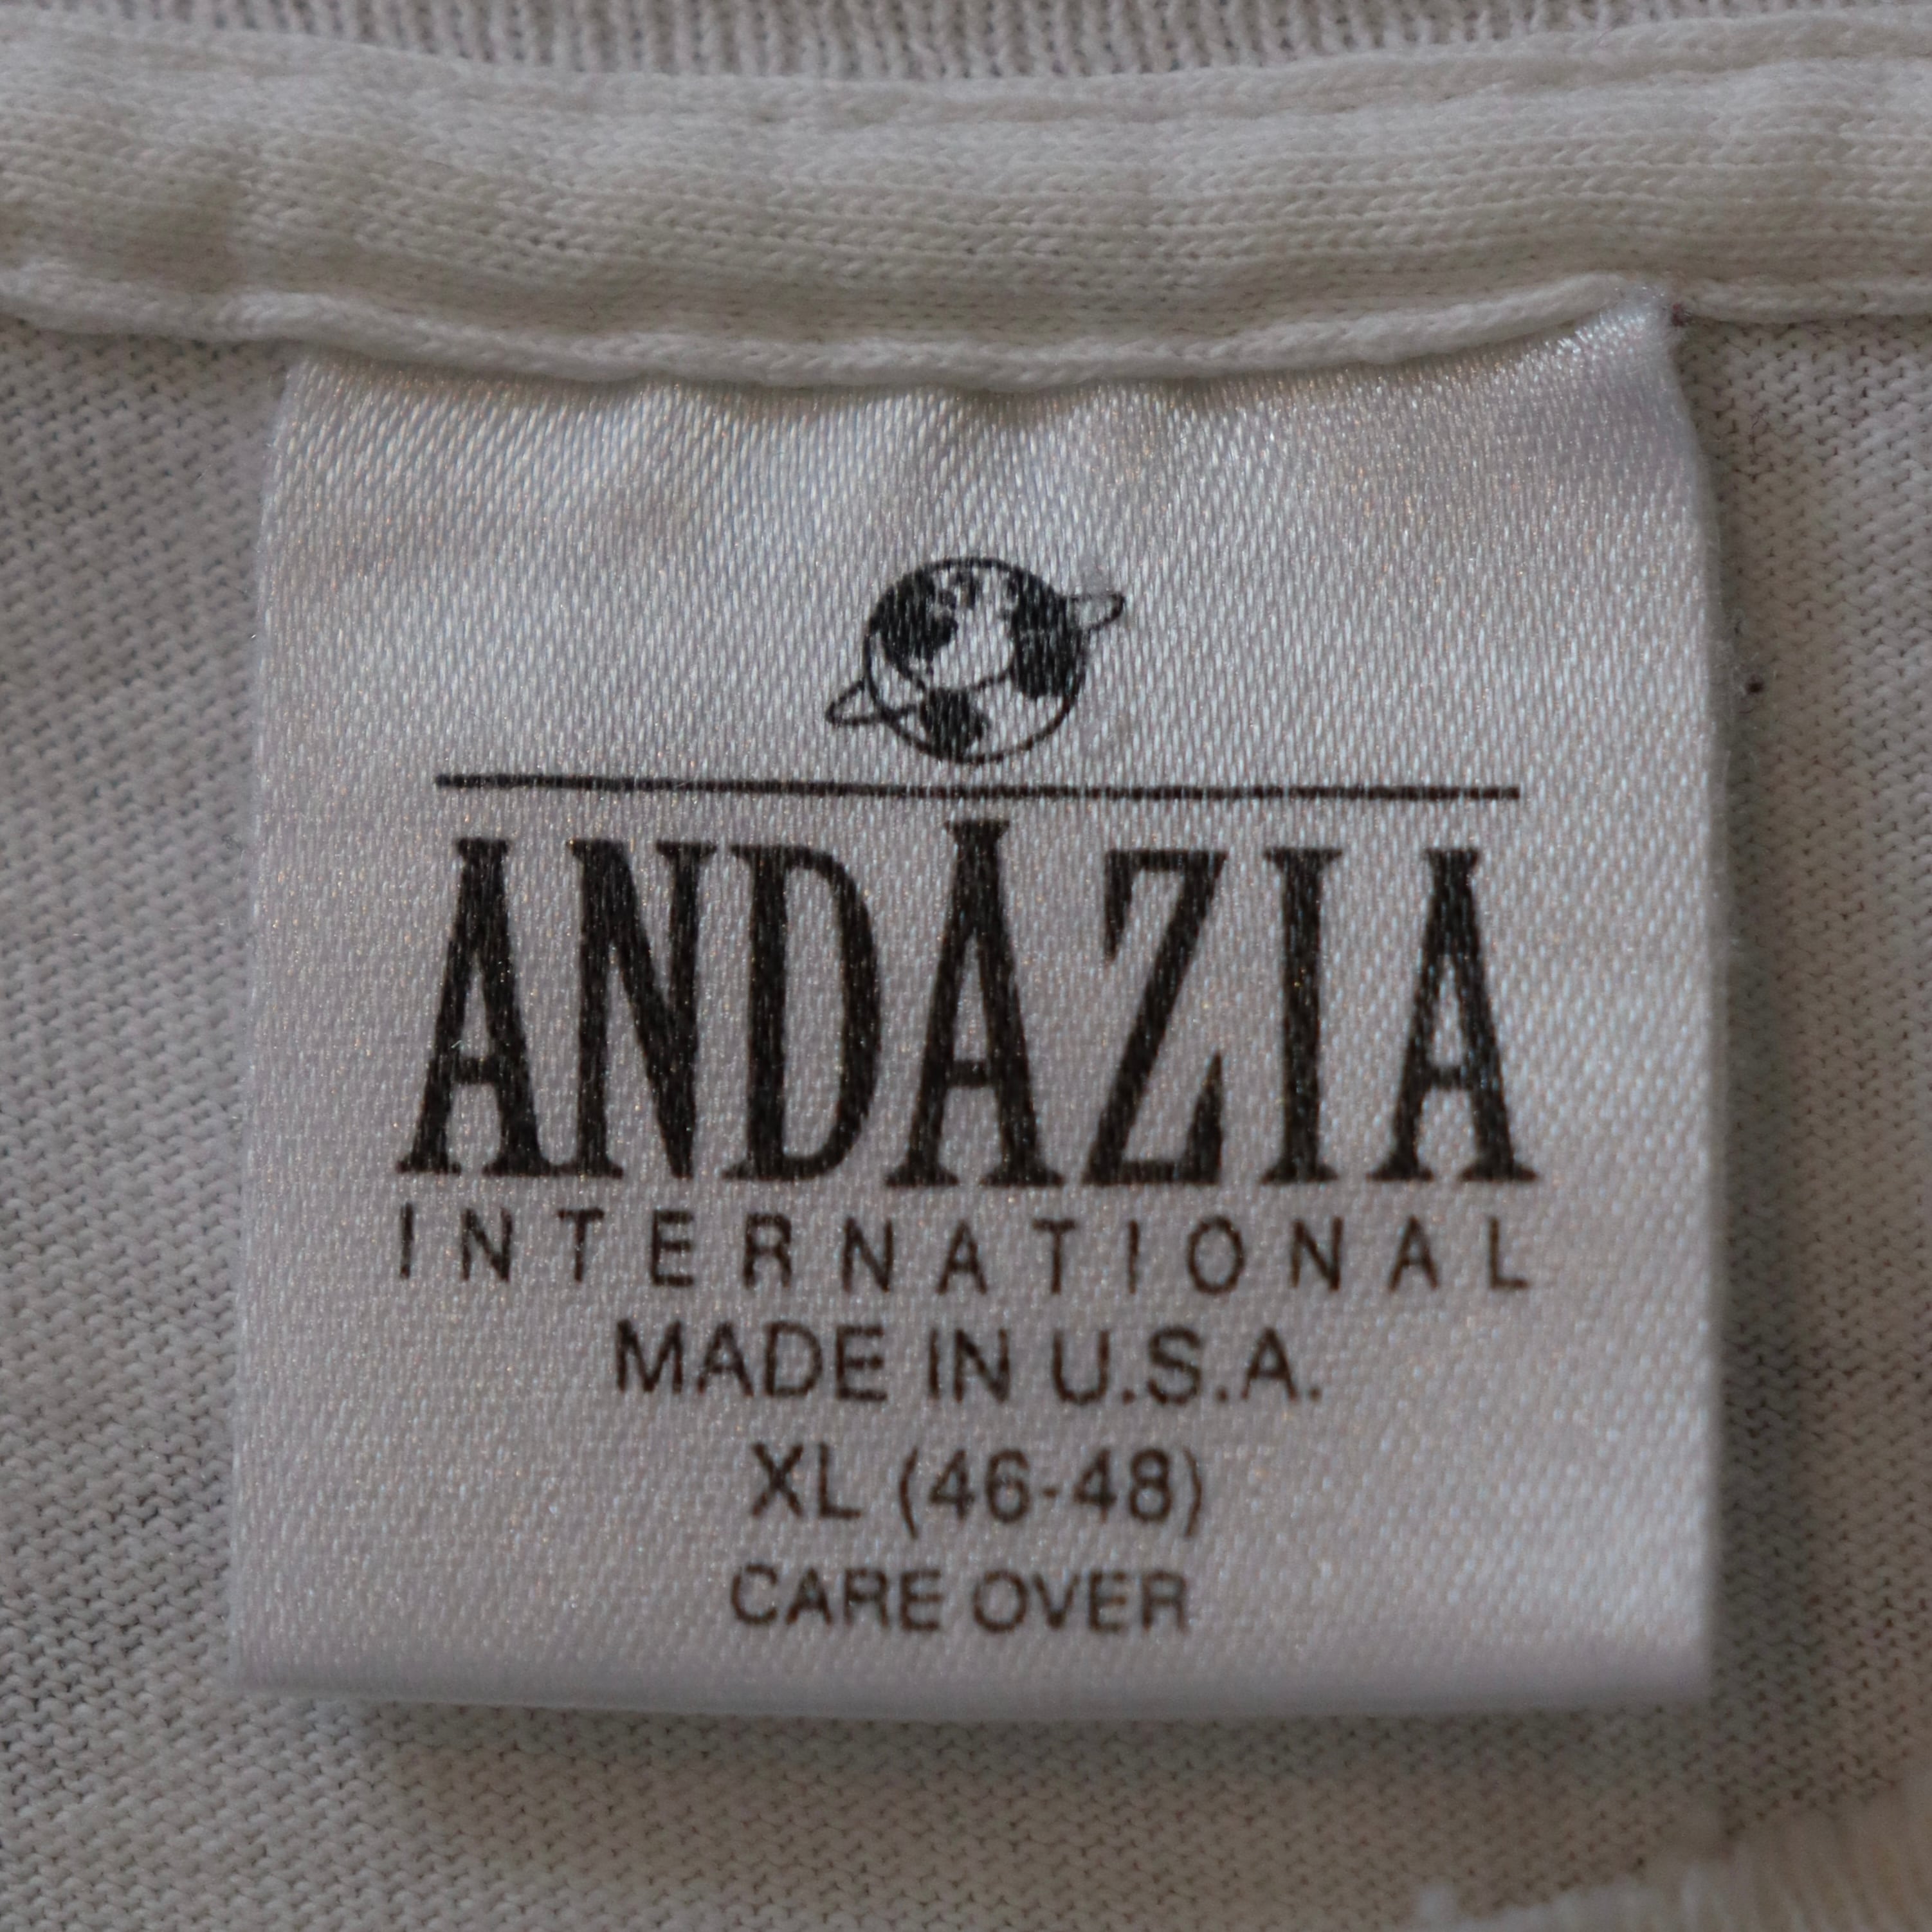 ANDAZIA
INTERNATIONAL
MADE IN U.S.A.
XL (46-48)
CARE OVER